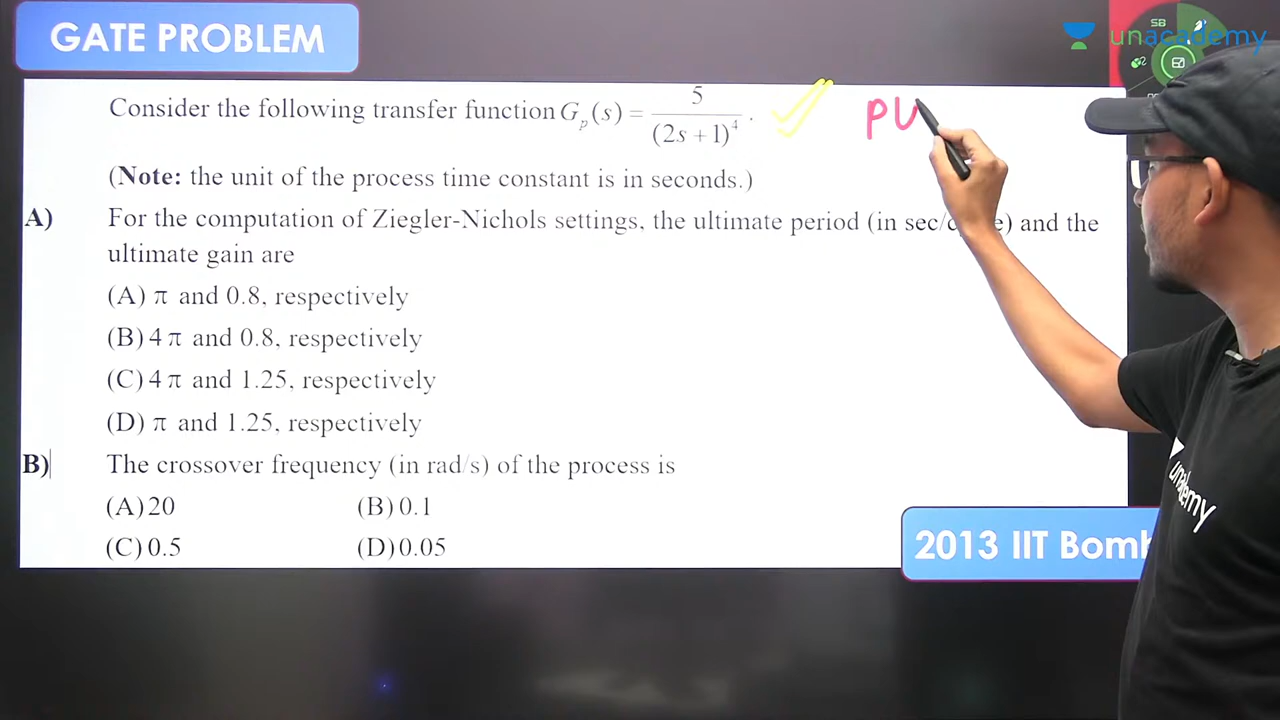 GATE PROBLEM
unacademy
SB
Consider the following transfer function G_p(s) = 5/(2s + 1)^4 .
PU
(Note: the unit of the process time constant is in seconds.)
A) For the computation of Ziegler-Nichols settings, the ultimate period (in sec/c e) and the
ultimate gain are
(A) π and 0.8, respectively
(B) 4 π and 0.8, respectively
(C) 4 π and 1.25, respectively
(D) π and 1.25, respectively
B) The crossover frequency (in rad/s) of the process is
(A) 20 (B) 0.1
(C) 0.5 (D) 0.05
unacademy
2013 IIT Bomb